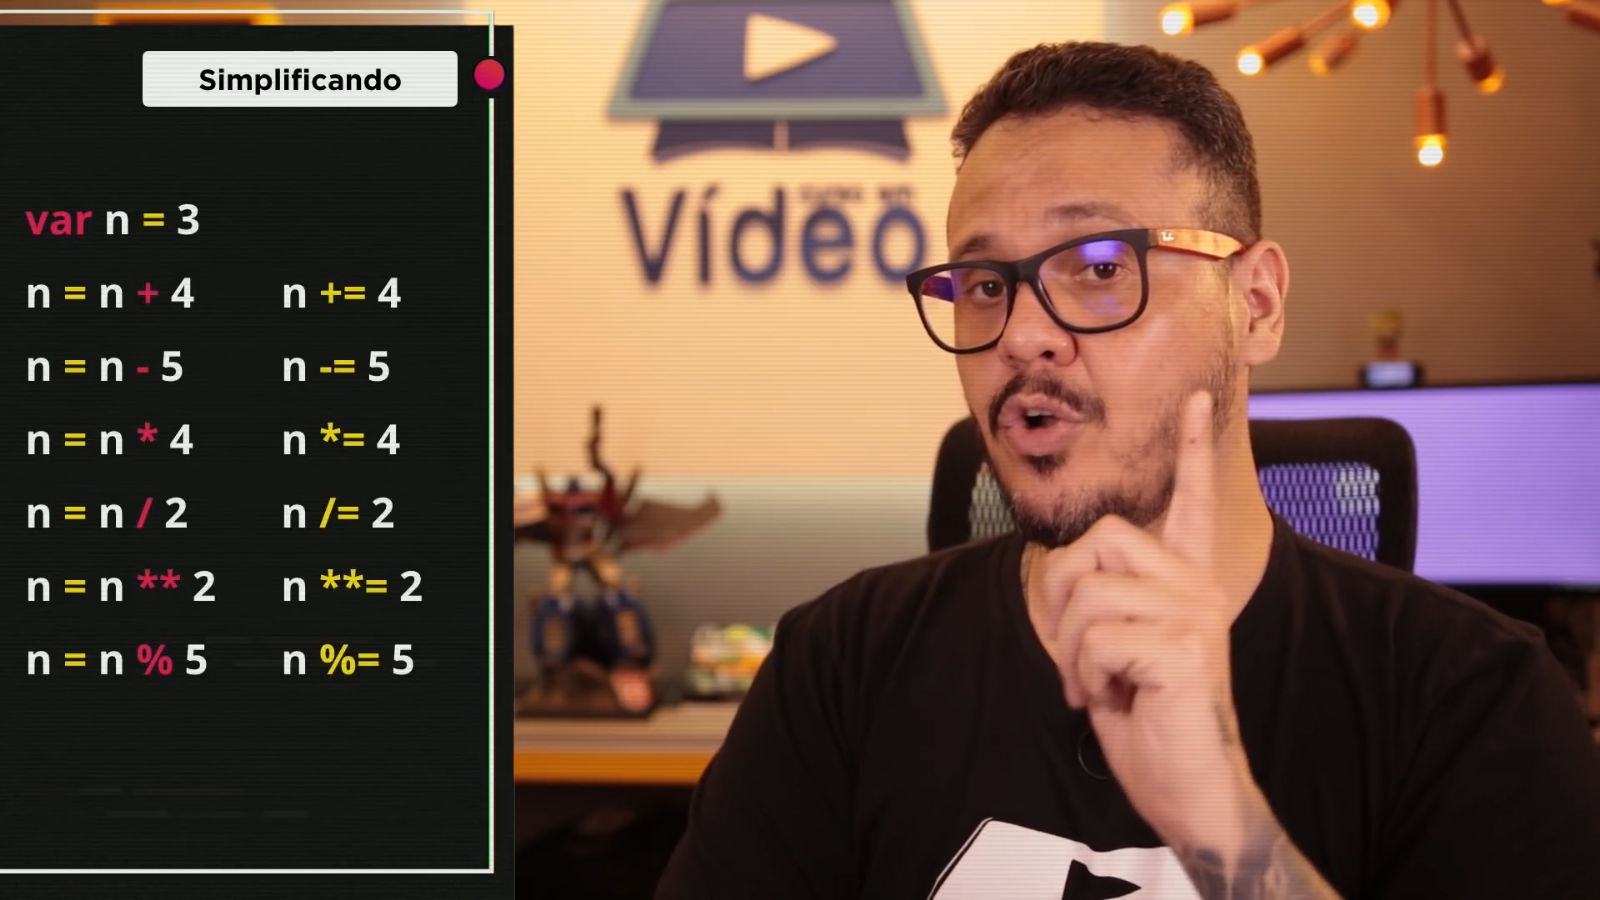 Simplificando
var n = 3
n = n + 4 n += 4
n = n - 5 n -= 5
n = n * 4 n *= 4
n = n / 2 n /= 2
n = n ** 2 n **= 2
n = n % 5 n %= 5
Vídeo